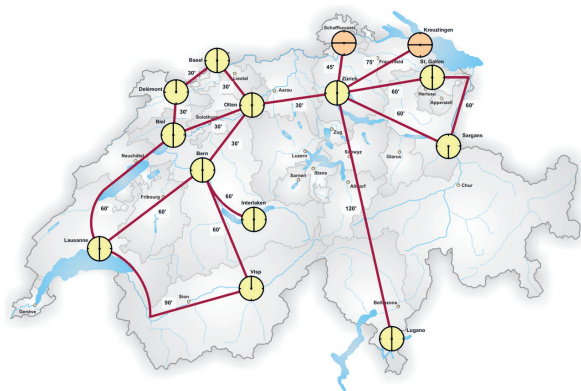 Schaffhausen
Kreuzlingen
Basel
30'
Liestal
45'
75'
Frauenfeld
St. Gallen
Delémont
30'
Aarau
Zürich
Herisau
Olten
60'
Appenzell
60'
30'
Solothurn
30'
30'
60'
Biel
Zug
Sargans
Neuchâtel
Bern
30'
Luzern
Schwyz
Glarus
Stans
Sarnen
Altdorf
Chur
Fribourg
60'
Interlaken
60'
60'
60'
120'
Lausanne
Visp
Sion
90'
Genève
Bellinzona
Lugano